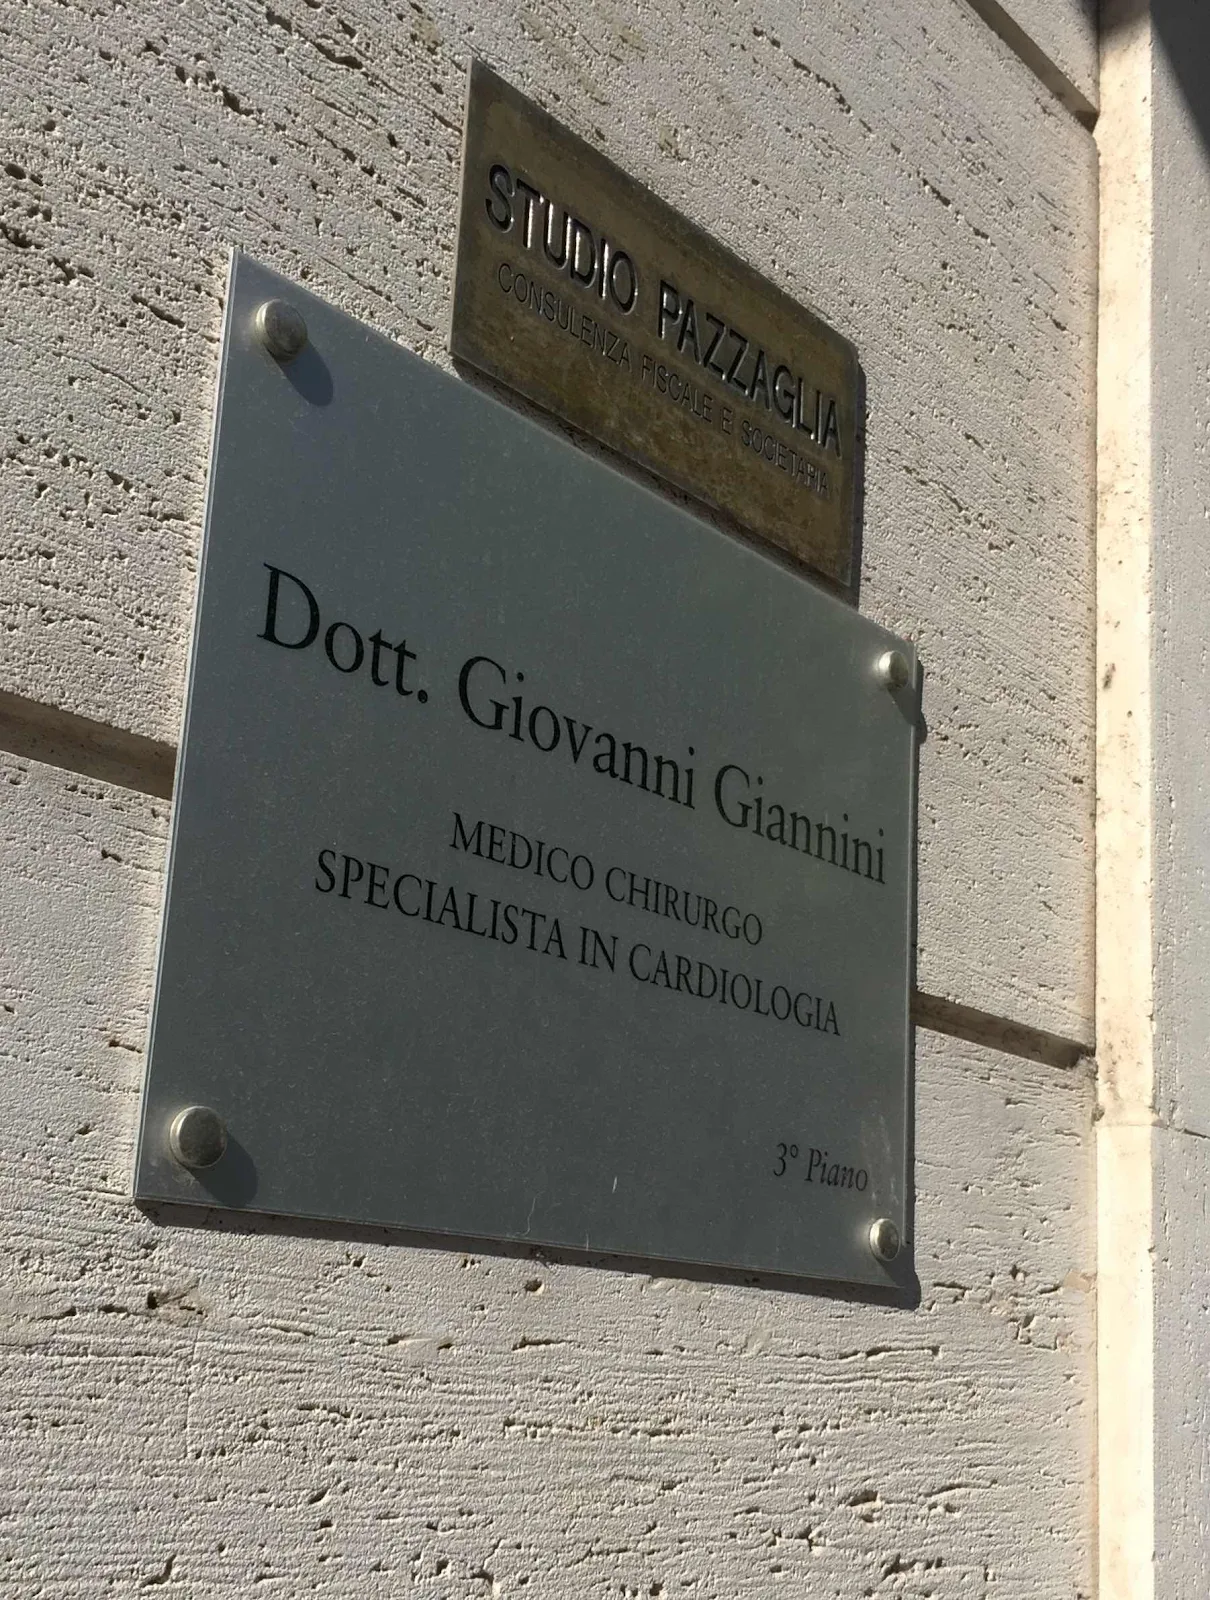 STUDIO PAZZAGLIA
CONSULENZA FISCALE E SOCIETARIA
Dott. Giovanni Giannini
MEDICO CHIRURGO
SPECIALISTA IN CARDIOLOGIA
3° Piano